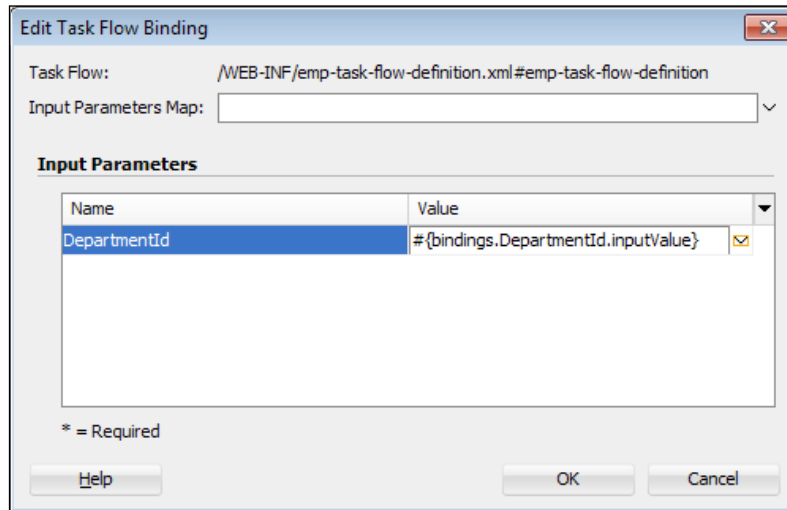 Edit Task Flow Binding
Task Flow: /WEB-INF/emp-task-flow-definition.xml#emp-task-flow-definition
Input Parameters Map:
Input Parameters
Name Value
DepartmentId #{bindings.DepartmentId.inputValue}
* = Required
Help OK Cancel